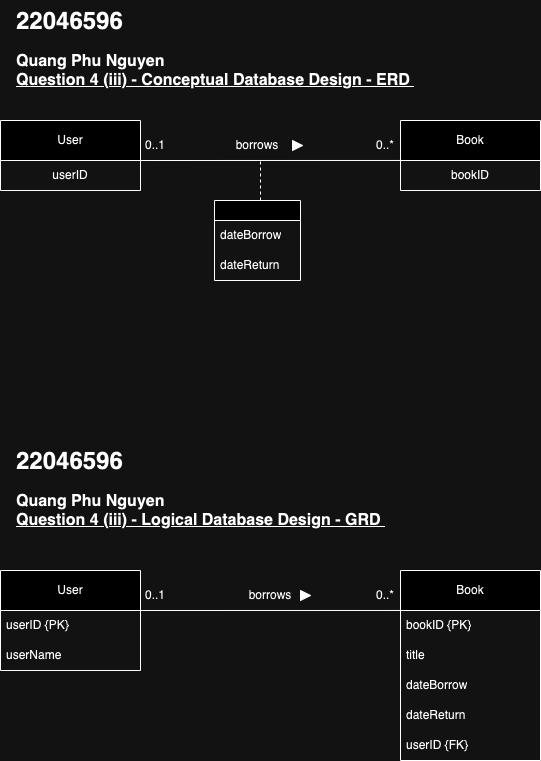 22046596
Quang Phu Nguyen
Question 4 (iii) - Conceptual Database Design - ERD
User
0..1
borrows
0..*
Book
userID
bookID
dateBorrow
dateReturn
22046596
Quang Phu Nguyen
Question 4 (iii) - Logical Database Design - GRD
User
0..1
borrows
0..*
Book
userID {PK}
bookID {PK}
userName
title
dateBorrow
dateReturn
userID {FK}